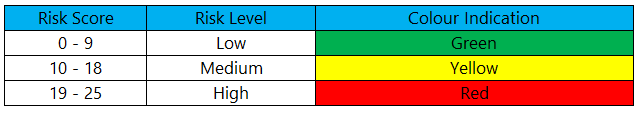 Risk Score Risk Level Colour Indication
0 - 9 Low Green
10 - 18 Medium Yellow
19 - 25 High Red